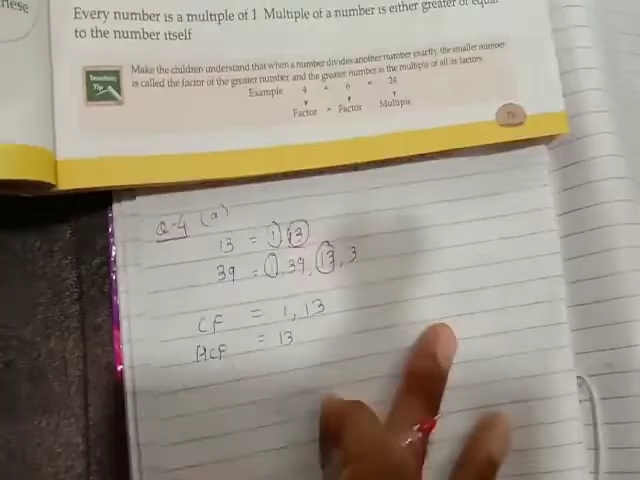 hese
Every number is a multiple of 1 Multiple of a number is either greater or equal
to the number itself
Teaching Tip
Make the children understand that when a number divides another number exactly, the smaller number
is called the factor of the greater number and the greater number is the multiple of all its factors.
Example 4 × 6 = 24
Factor × Factor Multiple
Q-4 (a)
13 = 1 13
39 = 1, 39, 13, 3
CF = 1, 13
HCF = 13